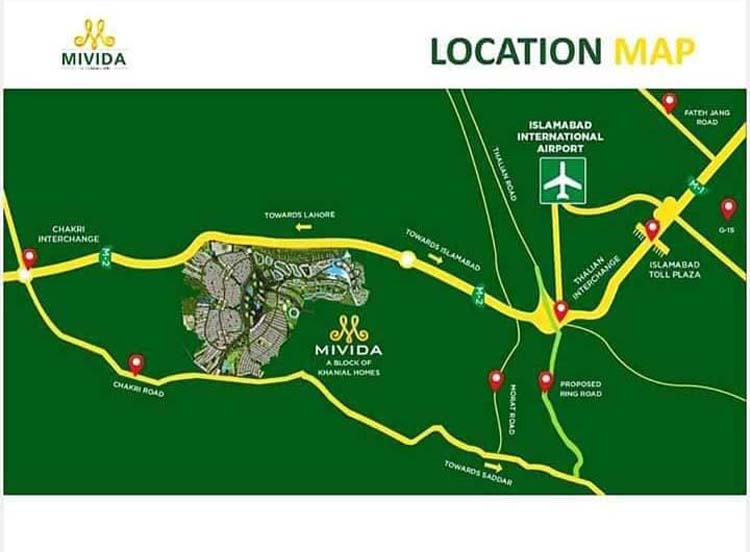 MIVIDA
LOCATION MAP
FATEH JANG
ROAD
ISLAMABAD
INTERNATIONAL
AIRPORT
THALIAN ROAD
M-1
G-15
TOWARDS LAHORE
CHAKRI
INTERCHANGE
M-2
TOWARDS ISLAMABAD
THALIAN
INTERCHANGE
ISLAMABAD
TOLL PLAZA
M-2
MIVIDA
A BLOCK OF
KHANIAL HOMES
CHAKRI ROAD
MORAT ROAD
PROPOSED
RING ROAD
TOWARDS SADDAR